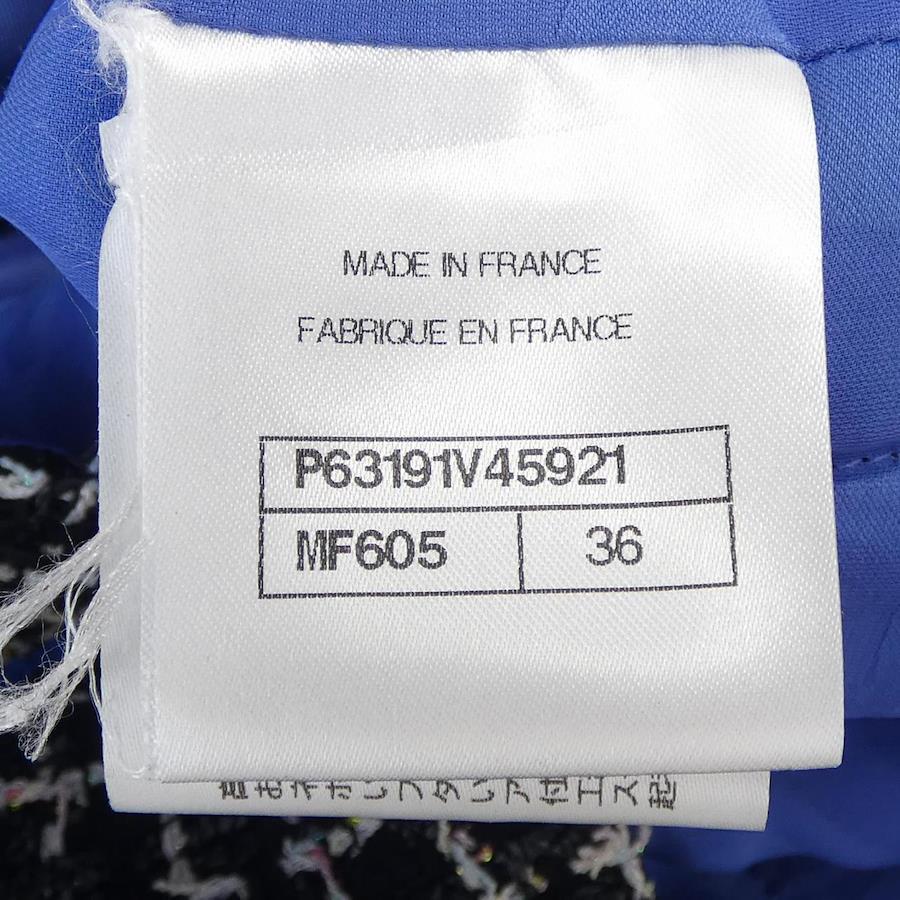 MADE IN FRANCE
FABRIQUE EN FRANCE
P63191V45921
MF605 36